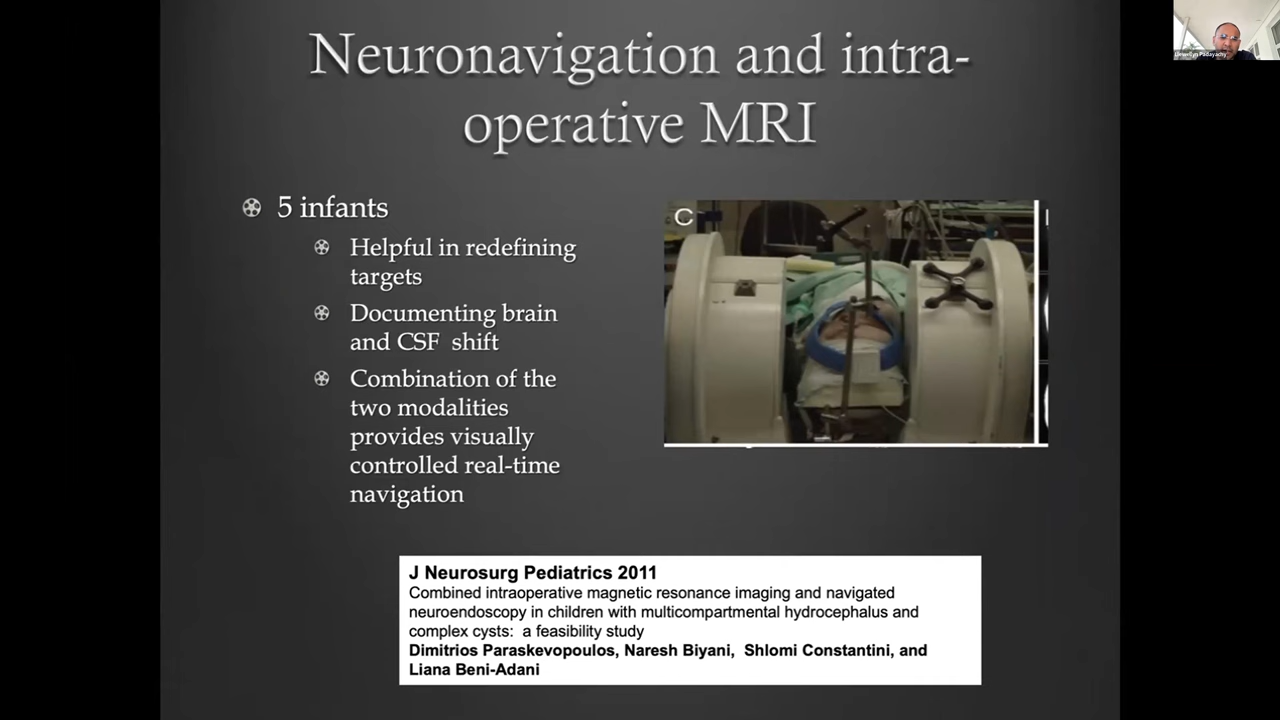 Neuronavigation and intra-
operative MRI
5 infants
Helpful in redefining
targets
Documenting brain
and CSF shift
Combination of the
two modalities
provides visually
controlled real-time
navigation
C
J Neurosurg Pediatrics 2011
Combined intraoperative magnetic resonance imaging and navigated
neuroendoscopy in children with multicompartmental hydrocephalus and
complex cysts: a feasibility study
Dimitrios Paraskevopoulos, Naresh Biyani, Shlomi Constantini, and
Liana Beni-Adani
Padayachy